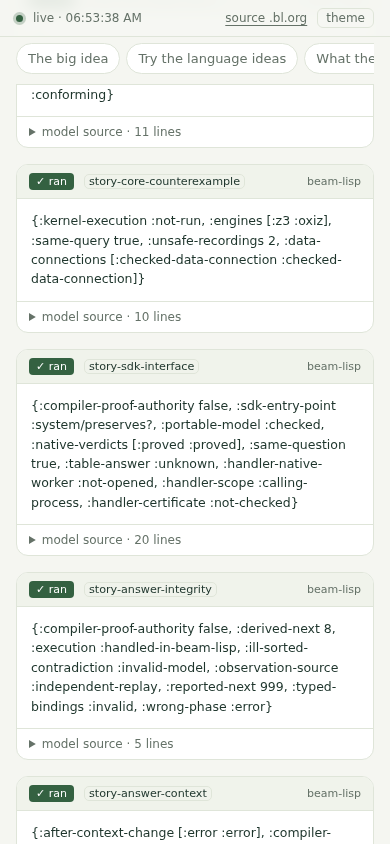 live · 06:53:38 AM
source .bl.org
theme
The big idea
Try the language ideas
What the
:conforming}
▶ model source · 11 lines
✓ ran story-core-counterexample beam-lisp
{:kernel-execution :not-run, :engines [:z3 :oxiz],
:same-query true, :unsafe-recordings 2, :data-
connections [:checked-data-connection :checked-
data-connection]}
▶ model source · 10 lines
✓ ran story-sdk-interface beam-lisp
{:compiler-proof-authority false, :sdk-entry-point
:system/preserves?, :portable-model :checked,
:native-verdicts [:proved :proved], :same-question
true, :table-answer :unknown, :handler-native-
worker :not-opened, :handler-scope :calling-
process, :handler-certificate :not-checked}
▶ model source · 20 lines
✓ ran story-answer-integrity beam-lisp
{:compiler-proof-authority false, :derived-next 8,
:execution :handled-in-beam-lisp, :ill-sorted-
contradiction :invalid-model, :observation-source
:independent-replay, :reported-next 999, :typed-
bindings :invalid, :wrong-phase :error}
▶ model source · 5 lines
✓ ran story-answer-context beam-lisp
{:after-context-change [:error :error], :compiler-